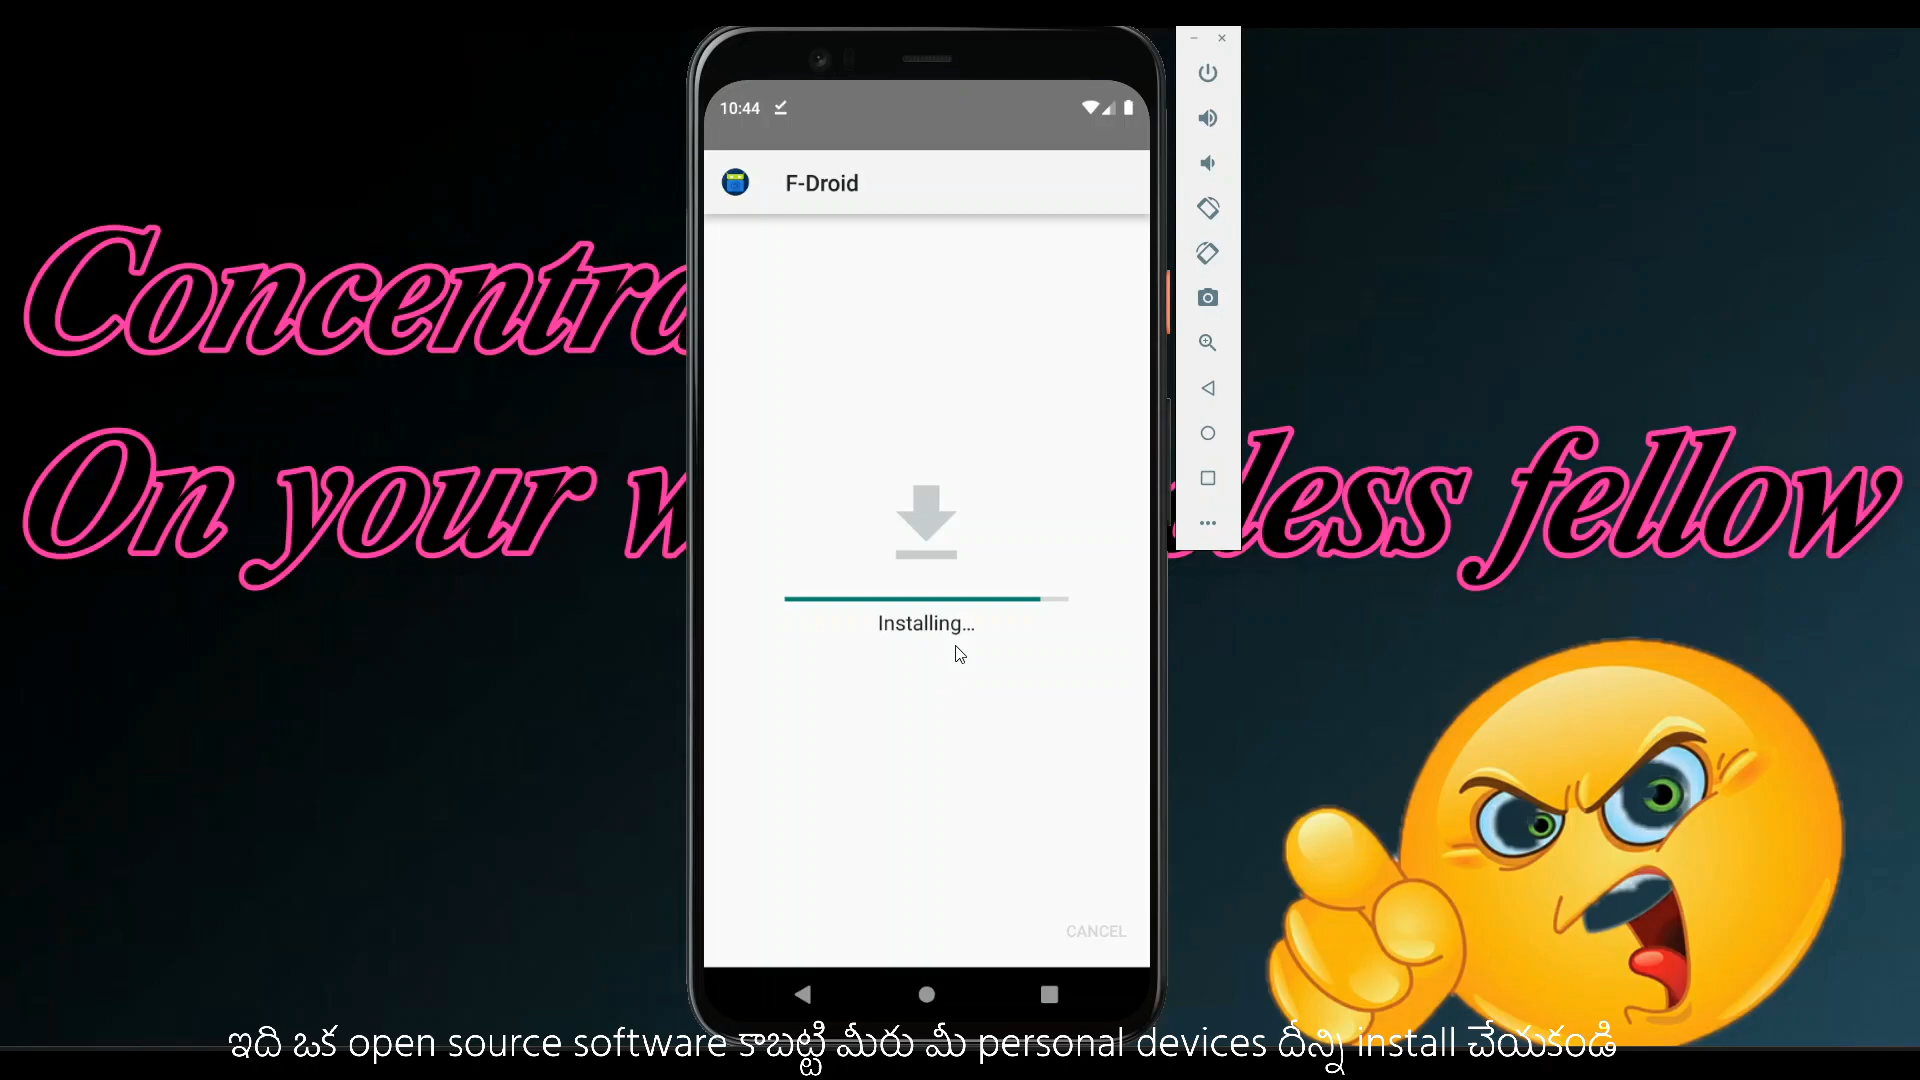 10:44
F-Droid
Concentra
On your w less fellow
Installing...
CANCEL
ఇది ఒక open source software కాబట్టి మీరు మీ personal devices దీన్ని install చేయకండి